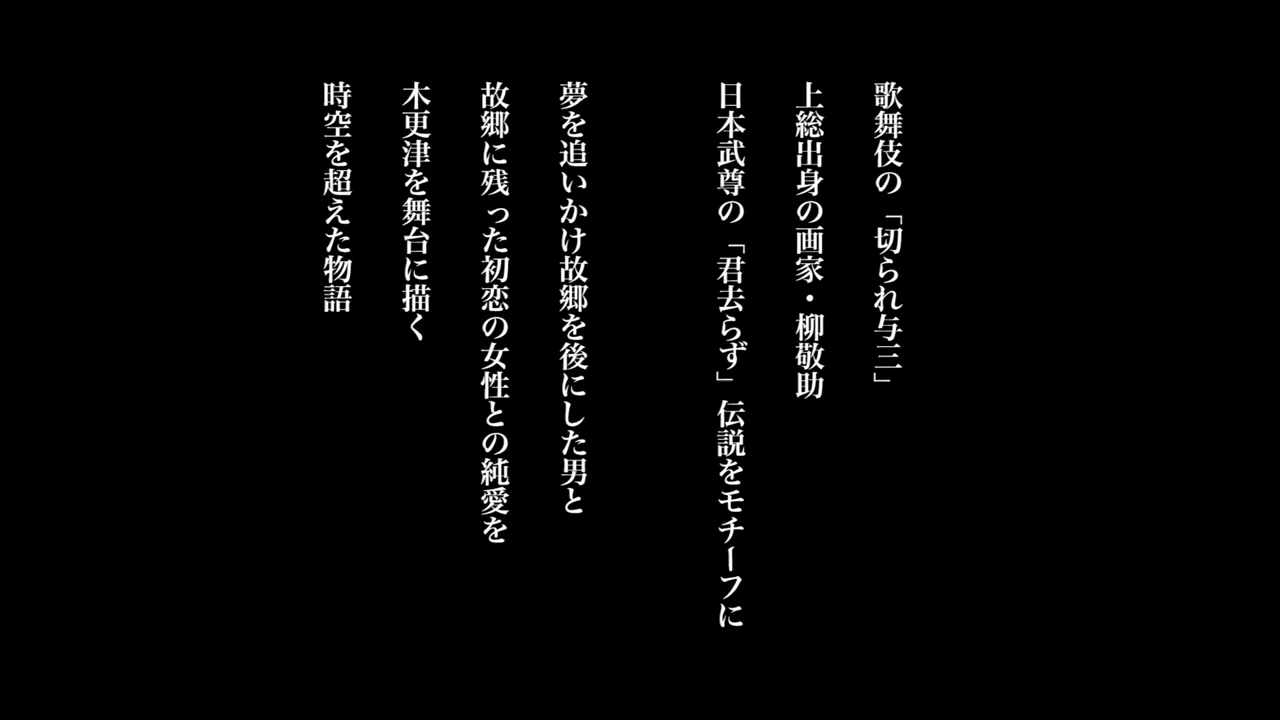 歌舞伎の「切られ与三」
上総出身の画家・柳敬助
日本武尊の「君去らず」伝説をモチーフに
夢を追いかけ故郷を後にした男と
故郷に残った初恋の女性との純愛を
木更津を舞台に描く
時空を超えた物語